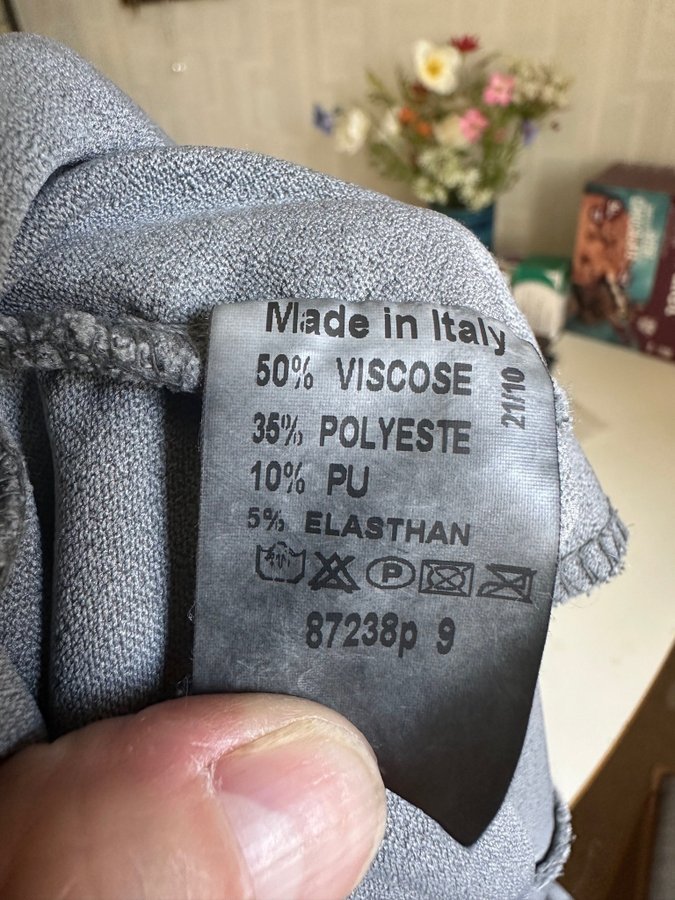 Made in Italy
50% VISCOSE
21/10
35% POLYESTE
10% PU
5% ELASTHAN
P
87238p 9